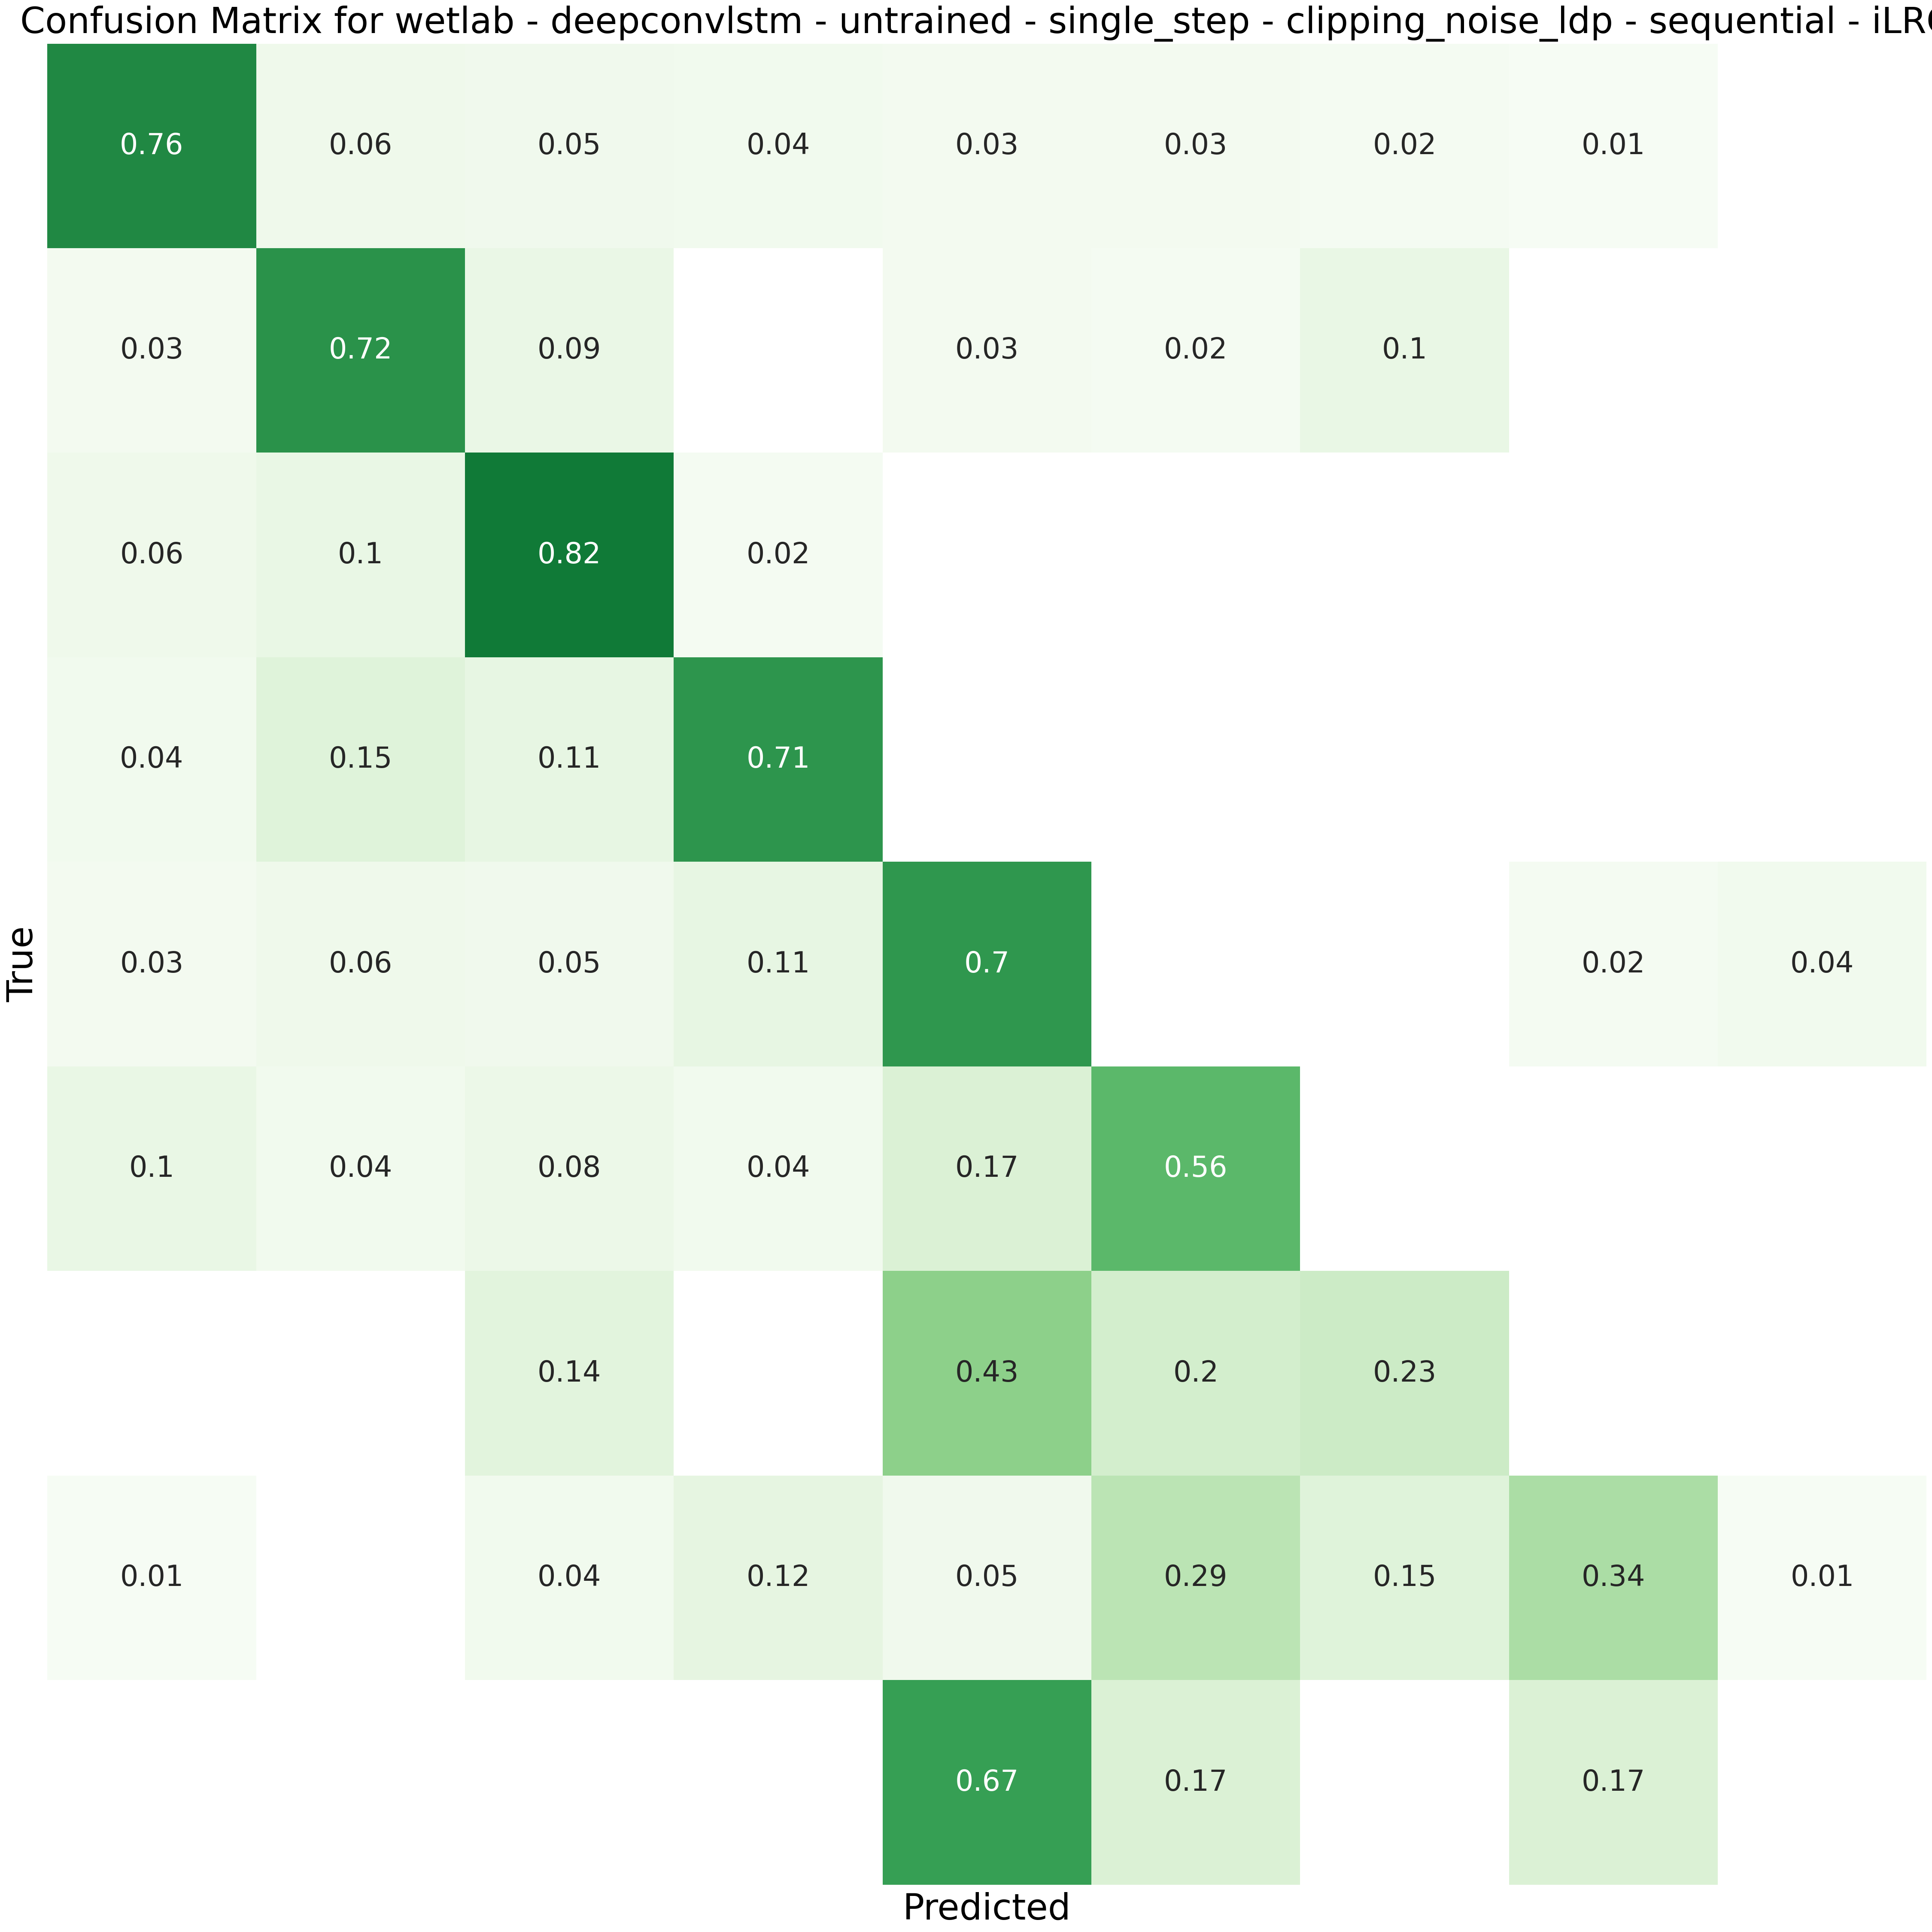 Confusion Matrix for wetlab - deepconvlstm - untrained - single_step - clipping_noise_ldp - sequential - iLRG
0.76 0.06 0.05 0.04 0.03 0.03 0.02 0.01
0.03 0.72 0.09 0.03 0.02 0.1
0.06 0.1 0.82 0.02
0.04 0.15 0.11 0.71
True
0.03 0.06 0.05 0.11 0.7 0.02 0.04
0.1 0.04 0.08 0.04 0.17 0.56
0.14 0.43 0.2 0.23
0.01 0.04 0.12 0.05 0.29 0.15 0.34 0.01
0.67 0.17 0.17
Predicted